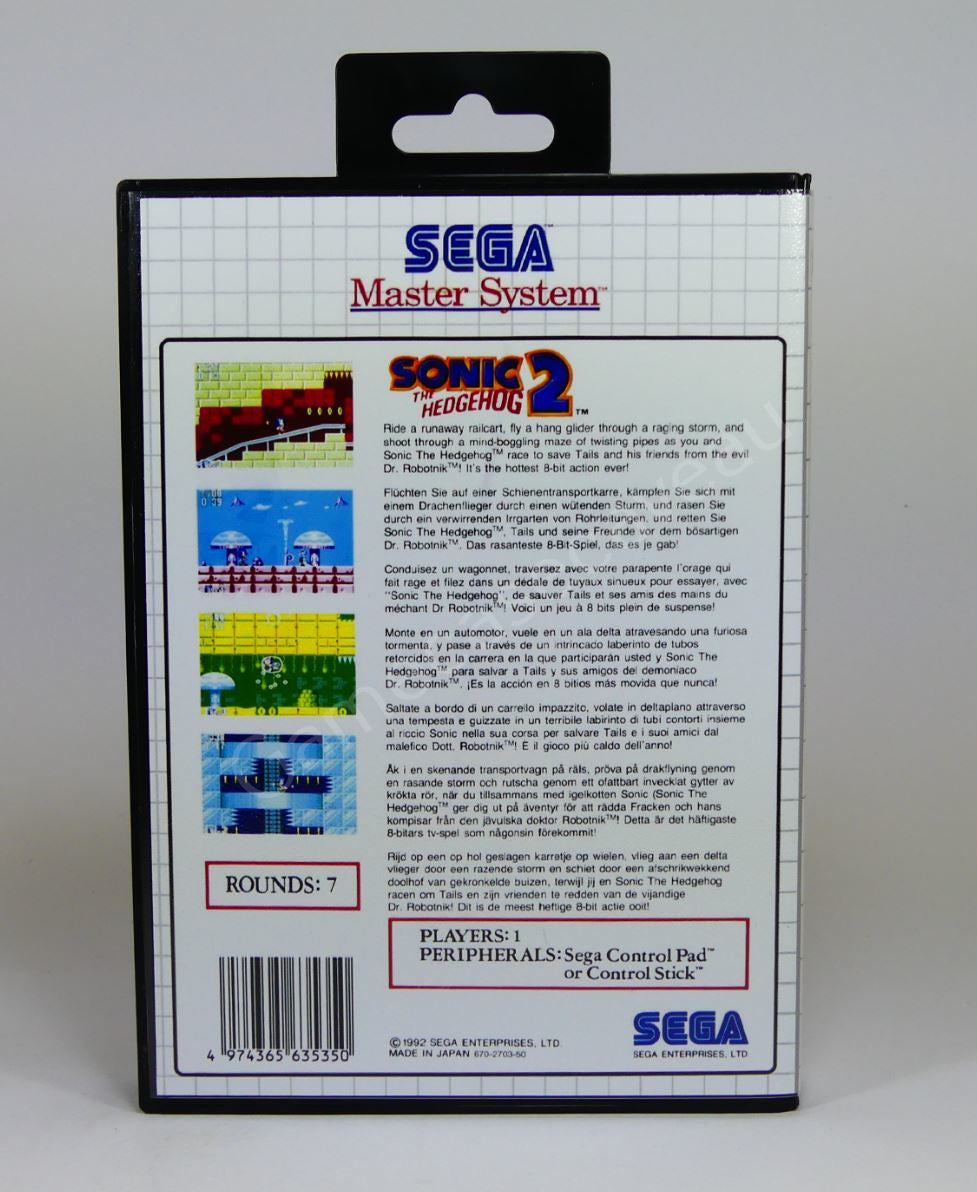 SEGA™
Master System™
SONIC 2
THE
HEDGEHOG ™
Ride a runaway railcart, fly a hang glider through a raging storm, and
shoot through a mind-boggling maze of twisting pipes as you and
Sonic The Hedgehog™ race to save Tails and his friends from the evil
Dr. Robotnik™! It's the hottest 8-bit action ever!
Flüchten Sie auf einer Schienentransportkarre, kämpfen Sie sich mit
einem Drachenflieger durch einen wütenden Sturm, und rasen Sie
durch ein verwirrenden Irrgarten von Rohrleitungen, und retten Sie
Sonic The Hedgehog™, Tails und seine Freunde vor dem bösartigen
Dr. Robotnik™. Das rasanteste 8-Bit-Spiel, das es je gab!
Conduisez un wagonnet, traversez avec votre parapente l'orage qui
fait rage et filez dans un dédale de tuyaux sinueux pour essayer, avec
"Sonic The Hedgehog", de sauver Tails et ses amis des mains du
méchant Dr Robotnik™! Voici un jeu à 8 bits plein de suspense!
Monte en un automotor, vuele en un ala delta atravesando una furiosa
tormenta, y pase a través de un intrincado laberinto de tubos
retorcidos en la carrera en la que participarán usted y Sonic The
Hedgehog™ para salvar a Tails y sus amigos del demoniaco
Dr. Robotnik™. ¡Es la acción en 8 bitios más movida que nunca!
Saltate a bordo di un carrello impazzito, volate in deltaplano attraverso
una tempesta e guizzate in un terribile labirinto di tubi contorti insieme
al riccio Sonic nella sua corsa per salvare Tails e i suoi amici dal
malefico Dott. Robotnik™! È il gioco più caldo dell'anno!
Åk i en skenande transportvagn på räls, pröva på drakflyning genom
en rasande storm och rutscha genom ett ofattbart invecklat gytter av
krökta rör, när du tillsammans med igelkotten Sonic (Sonic The
Hedgehog™ ger dig ut på äventyr för att rädda Fracken och hans
kompisar från den jävulska doktor Robotnik™! Detta är det häftigaste
8-bitars tv-spel som någonsin förekommit!
Rijd op een op hol geslagen karretje op wielen, vlieg aan een delta
vlieger door een razende storm en schiet door een afschrikwekkend
doolhof van gekronkelde buizen, terwijl jij en Sonic The Hedgehog
racen om Tails en zijn vrienden te redden van de vijandige
Dr. Robotnik! Dit is de meest heftige 8-bit actie ooit!
ROUNDS: 7
PLAYERS: 1
PERIPHERALS: Sega Control Pad™
or Control Stick™
4 974365 635350
©1992 SEGA ENTERPRISES, LTD.
MADE IN JAPAN 670-2703-50
SEGA
SEGA ENTERPRISES, LTD